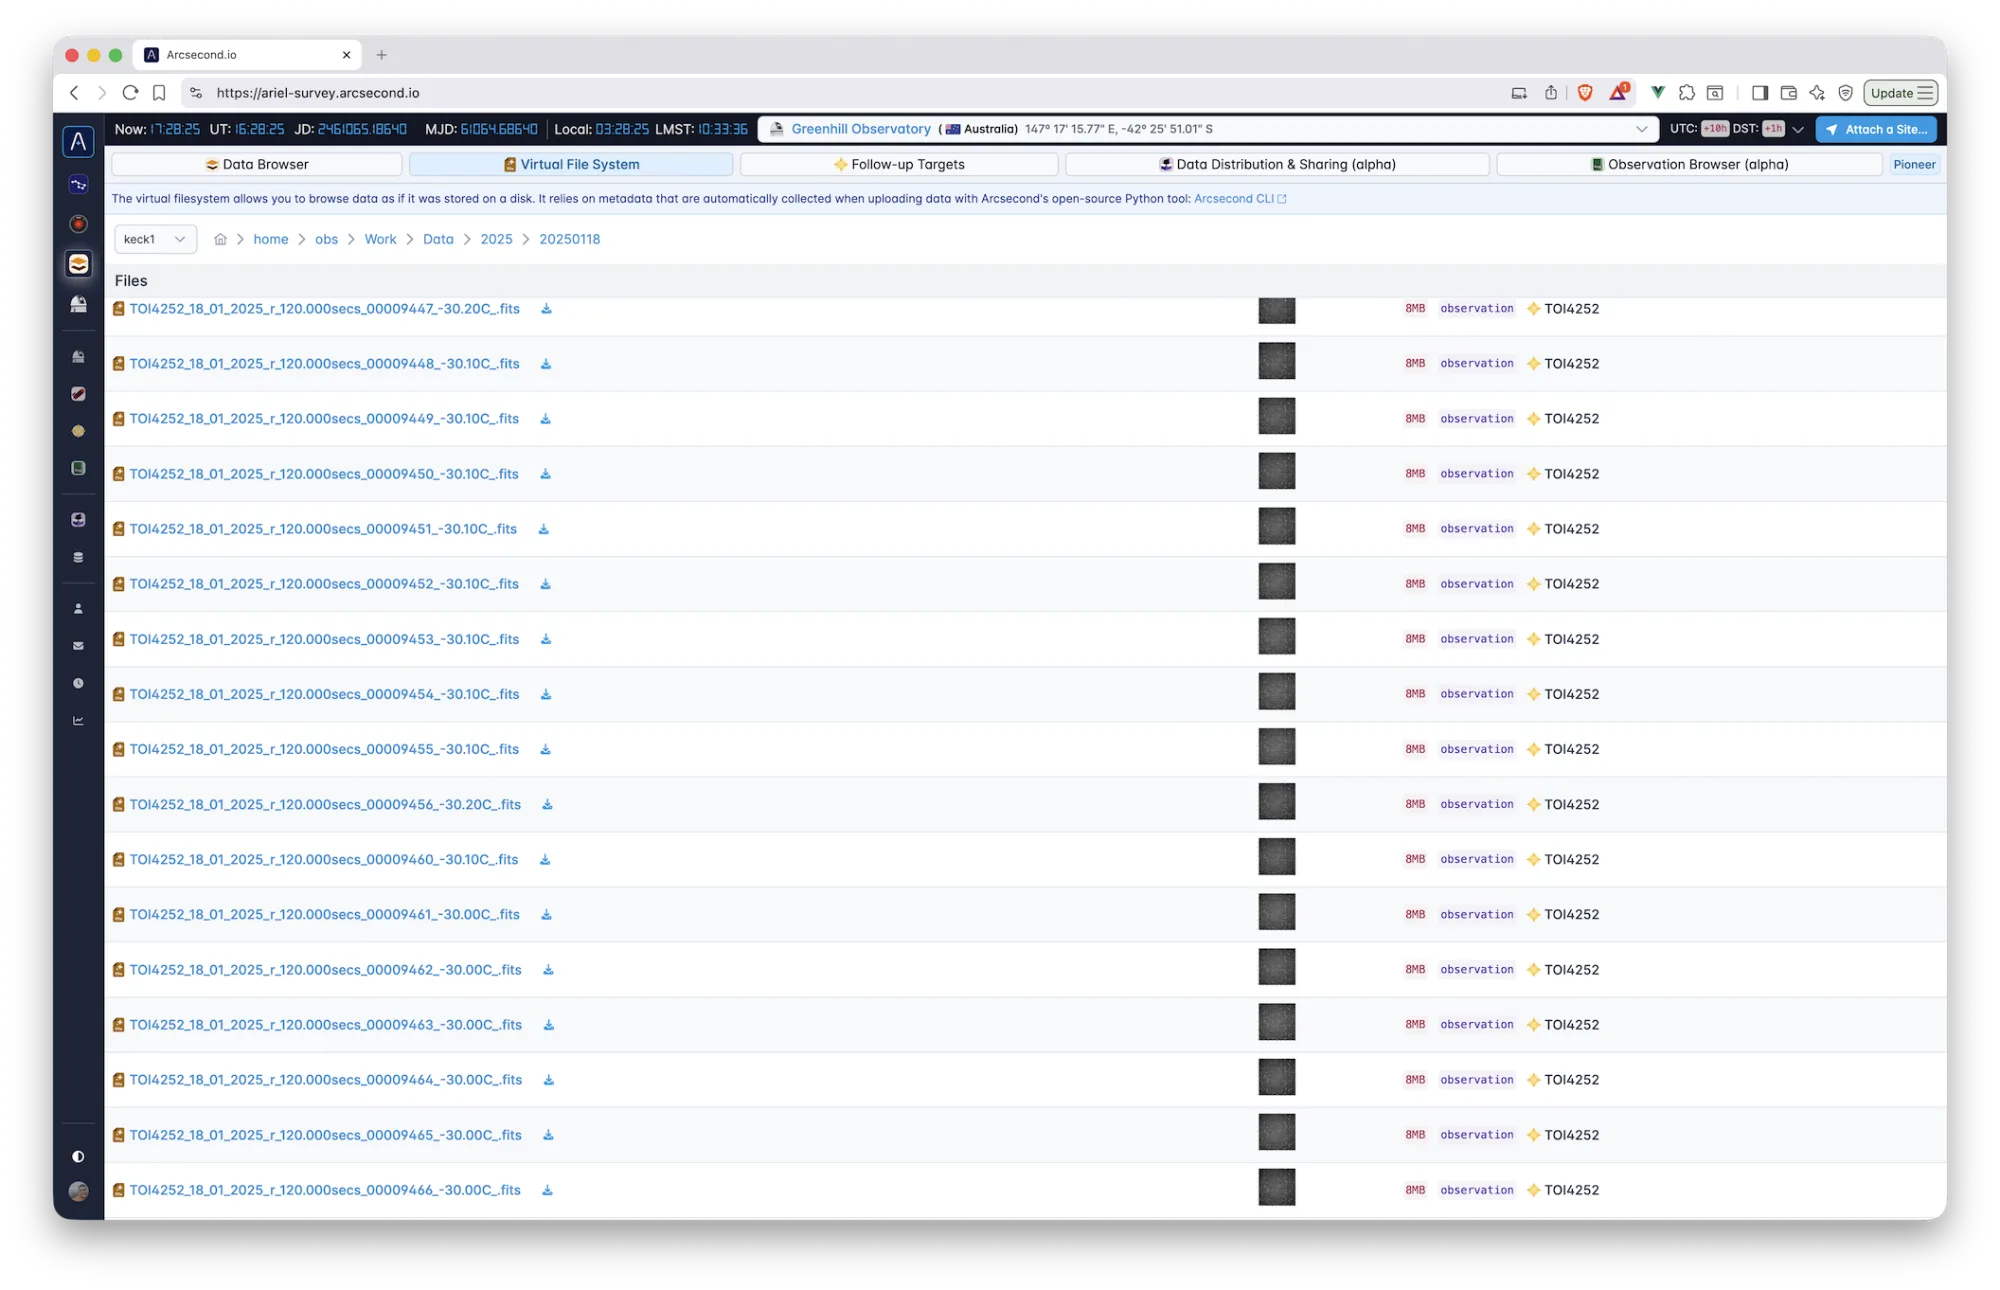 Arcsecond.io
https://ariel-survey.arcsecond.io
1
Update
Now: 17:28:25 UT: 16:28:25 JD: 2461065.18640 MJD: 61064.68640 Local: 03:28:25 LMST: 10:33:36 Greenhill Observatory ( Australia) 147° 17' 15.77" E, -42° 25' 51.01" S UTC: +10h DST: +1h Attach a Site...
Data Browser Virtual File System Follow-up Targets Data Distribution & Sharing (alpha) Observation Browser (alpha) Pioneer
The virtual filesystem allows you to browse data as if it was stored on a disk. It relies on metadata that are automatically collected when uploading data with Arcsecond's open-source Python tool: Arcsecond CLI
keck1 home obs Work Data 2025 20250118
Files
TOI4252_18_01_2025_r_120.000secs_00009447_-30.20C_.fits 8MB observation TOI4252
TOI4252_18_01_2025_r_120.000secs_00009448_-30.10C_.fits 8MB observation TOI4252
TOI4252_18_01_2025_r_120.000secs_00009449_-30.10C_.fits 8MB observation TOI4252
TOI4252_18_01_2025_r_120.000secs_00009450_-30.10C_.fits 8MB observation TOI4252
TOI4252_18_01_2025_r_120.000secs_00009451_-30.10C_.fits 8MB observation TOI4252
TOI4252_18_01_2025_r_120.000secs_00009452_-30.10C_.fits 8MB observation TOI4252
TOI4252_18_01_2025_r_120.000secs_00009453_-30.10C_.fits 8MB observation TOI4252
TOI4252_18_01_2025_r_120.000secs_00009454_-30.10C_.fits 8MB observation TOI4252
TOI4252_18_01_2025_r_120.000secs_00009455_-30.10C_.fits 8MB observation TOI4252
TOI4252_18_01_2025_r_120.000secs_00009456_-30.20C_.fits 8MB observation TOI4252
TOI4252_18_01_2025_r_120.000secs_00009460_-30.10C_.fits 8MB observation TOI4252
TOI4252_18_01_2025_r_120.000secs_00009461_-30.00C_.fits 8MB observation TOI4252
TOI4252_18_01_2025_r_120.000secs_00009462_-30.00C_.fits 8MB observation TOI4252
TOI4252_18_01_2025_r_120.000secs_00009463_-30.00C_.fits 8MB observation TOI4252
TOI4252_18_01_2025_r_120.000secs_00009464_-30.00C_.fits 8MB observation TOI4252
TOI4252_18_01_2025_r_120.000secs_00009465_-30.00C_.fits 8MB observation TOI4252
TOI4252_18_01_2025_r_120.000secs_00009466_-30.00C_.fits 8MB observation TOI4252